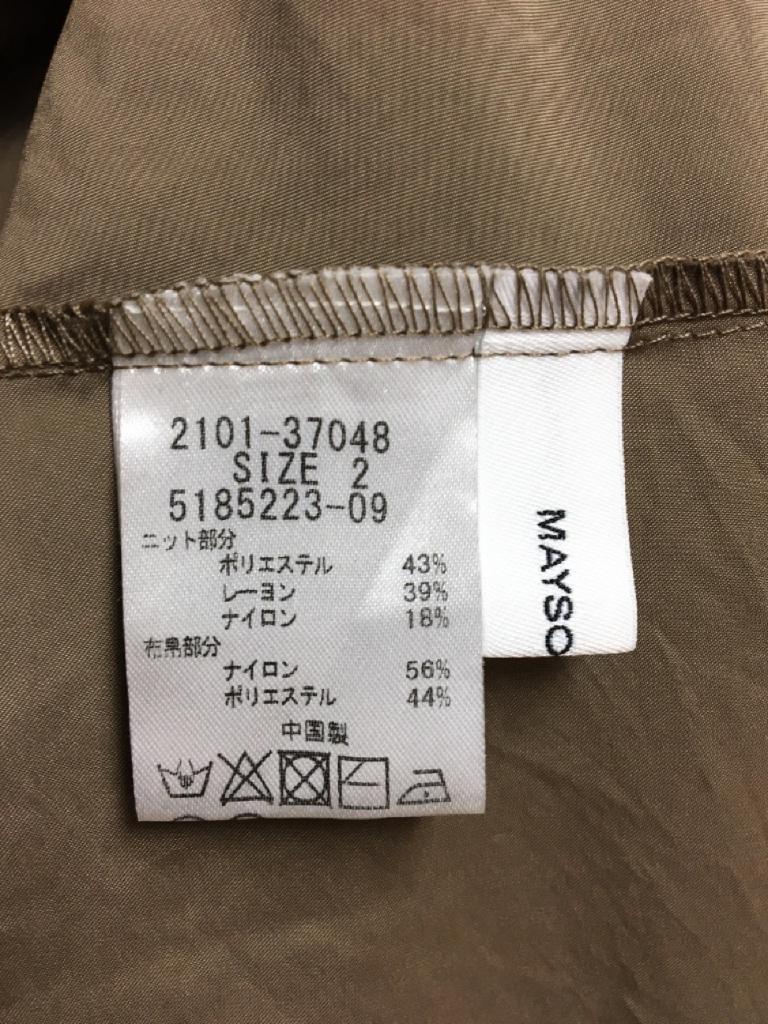 2101-37048
SIZE 2
5185223-09
ニット部分
ポリエステル 43%
レーヨン 39%
ナイロン 18%
布帛部分
ナイロン 56%
ポリエステル 44%
中国製
MAYSO